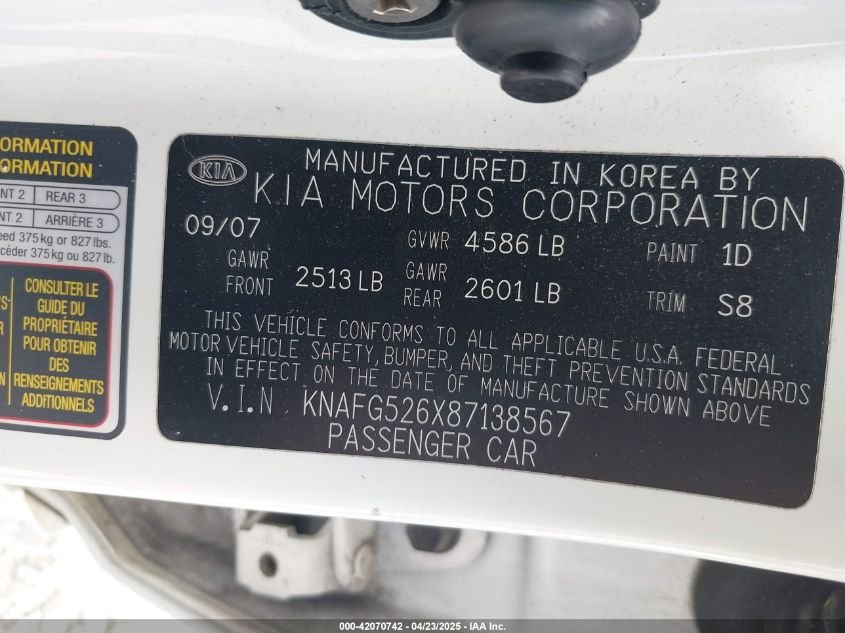 ORMATION
ORMATION
NT 2 REAR 3
NT 2 ARRIÈRE 3
eed 375 kg or 827 lbs.
céder 375 kg ou 827 lb.
CONSULTER LE
GUIDE DU
PROPRIÉTAIRE
POUR OBTENIR
DES
RENSEIGNEMENTS
ADDITIONNELS
KIA
MANUFACTURED IN KOREA BY
KIA MOTORS CORPORATION
09/07 GVWR 4586 LB PAINT 1D
GAWR FRONT 2513 LB GAWR REAR 2601 LB TRIM S8
THIS VEHICLE CONFORMS TO ALL APPLICABLE U.S.A. FEDERAL
MOTOR VEHICLE SAFETY, BUMPER, AND THEFT PREVENTION STANDARDS
IN EFFECT ON THE DATE OF MANUFACTURE SHOWN ABOVE
V.I.N KNAFG526X87138567
PASSENGER CAR
000-42070742 - 04/23/2025 - IAA Inc.